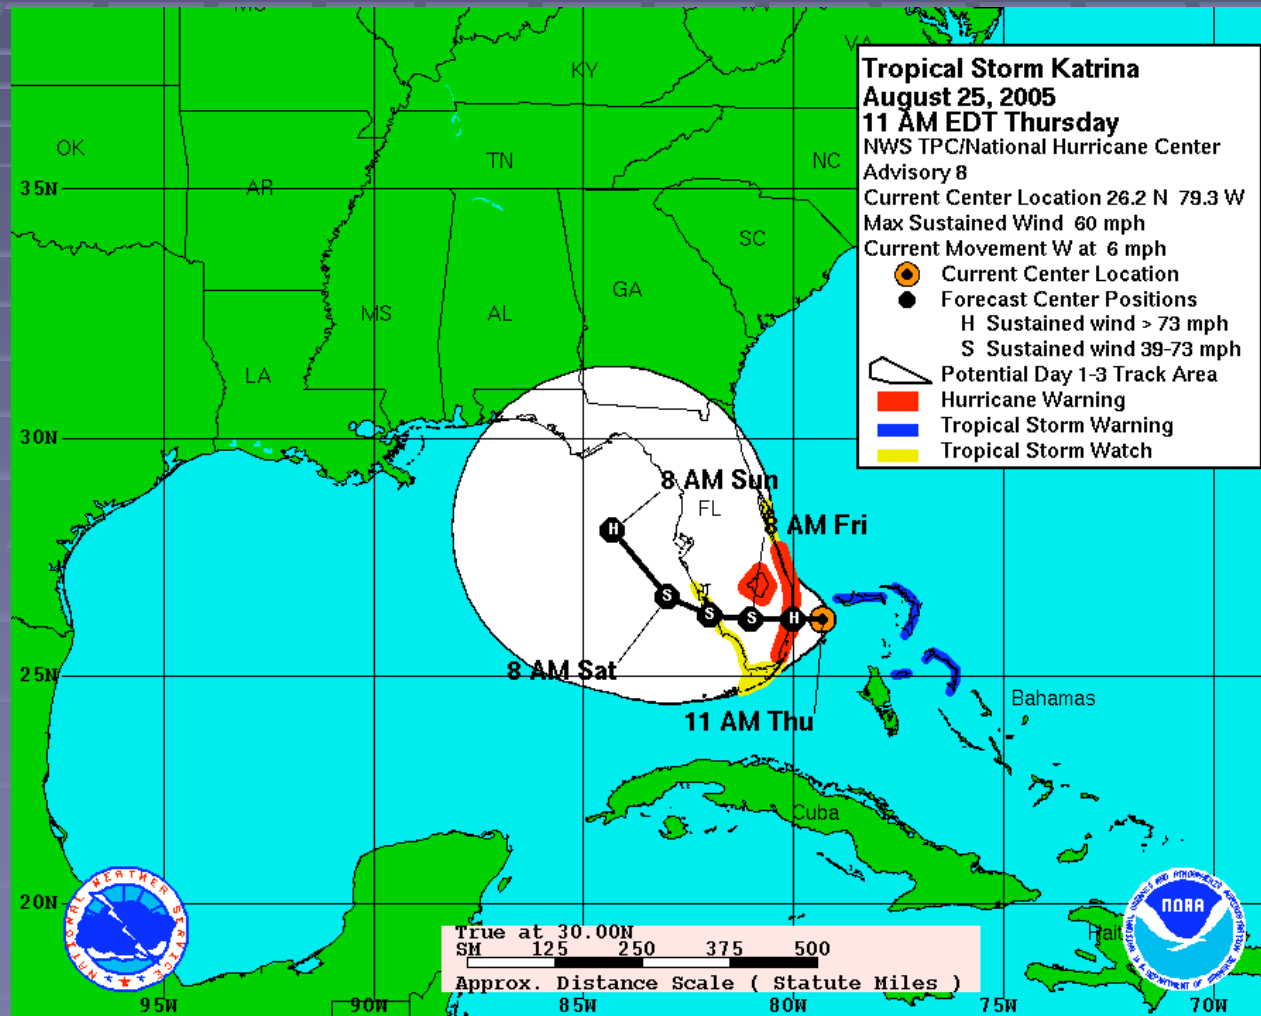 MO
WV
VA
KY
OK
TN
NC
AR
35N
SC
GA
MS
AL
LA
30N
FL
25N
Bahamas
Cuba
20N
Tropical Storm Katrina
August 25, 2005
11 AM EDT Thursday
NWS TPC/National Hurricane Center
Advisory 8
Current Center Location 26.2 N 79.3 W
Max Sustained Wind 60 mph
Current Movement W at 6 mph
Current Center Location
Forecast Center Positions
H Sustained wind > 73 mph
S Sustained wind 39-73 mph
Potential Day 1-3 Track Area
Hurricane Warning
Tropical Storm Warning
Tropical Storm Watch
8 AM Sun
8 AM Fri
H
S
S
S
H
8 AM Sat
11 AM Thu
NATIONAL WEATHER SERVICE
True at 30.00N
SM 125 250 375 500
Approx. Distance Scale ( Statute Miles )
NOAA
Hait
95W 90W 85W 80W 75W 70W